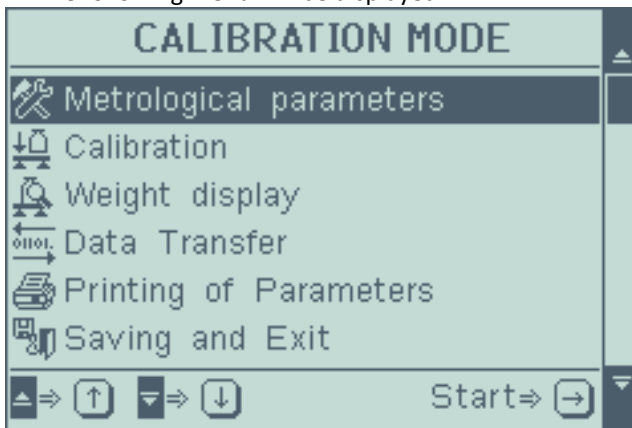 CALIBRATION MODE
Metrological parameters
Calibration
Weight display
Data Transfer
Printing of Parameters
Saving and Exit
⇒ ↑ ⇒ ↓ Start⇒ →